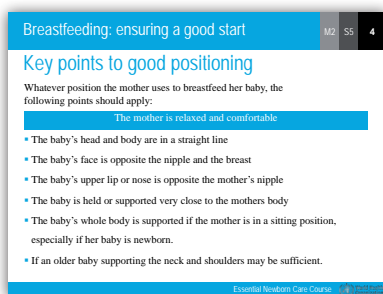 Breastfeeding: ensuring a good start
M2 S5 4
Key points to good positioning
Whatever position the mother uses to breastfeed her baby, the
following points should apply:
The mother is relaxed and comfortable
▪ The baby's head and body are in a straight line
▪ The baby's face is opposite the nipple and the breast
▪ The baby's upper lip or nose is opposite the mother's nipple
▪ The baby is held or supported very close to the mothers body
▪ The baby's whole body is supported if the mother is in a sitting position,
especially if her baby is newborn.
▪ If an older baby supporting the neck and shoulders may be sufficient.
Essential Newborn Care Course